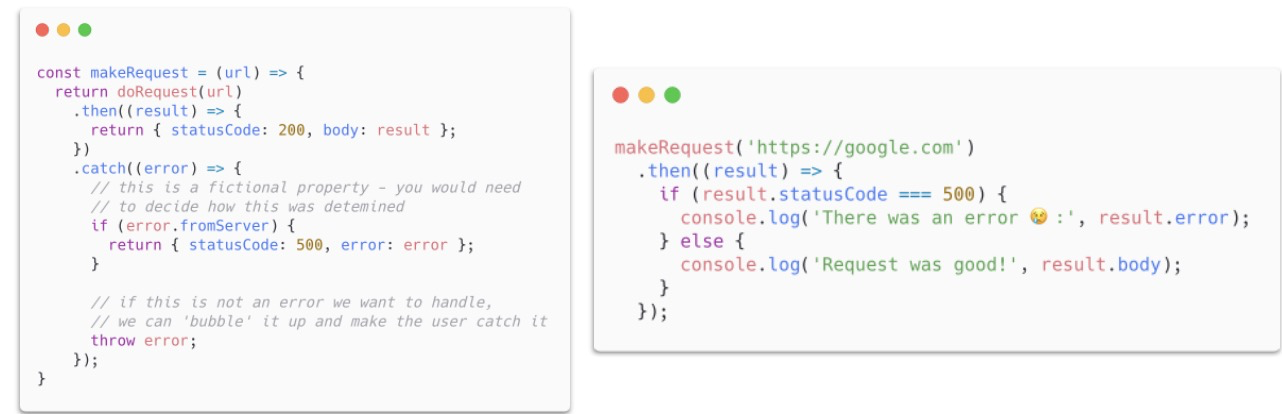 const makeRequest = (url) => {
  return doRequest(url)
    .then((result) => {
      return { statusCode: 200, body: result };
    })
    .catch((error) => {
      // this is a fictional property - you would need
      // to decide how this was detemined
      if (error.fromServer) {
        return { statusCode: 500, error: error };
      }

      // if this is not an error we want to handle,
      // we can 'bubble' it up and make the user catch it
      throw error;
    });
}
makeRequest('https://google.com')
  .then((result) => {
    if (result.statusCode === 500) {
      console.log('There was an error 😢 :', result.error);
    } else {
      console.log('Request was good!', result.body);
    }
  });